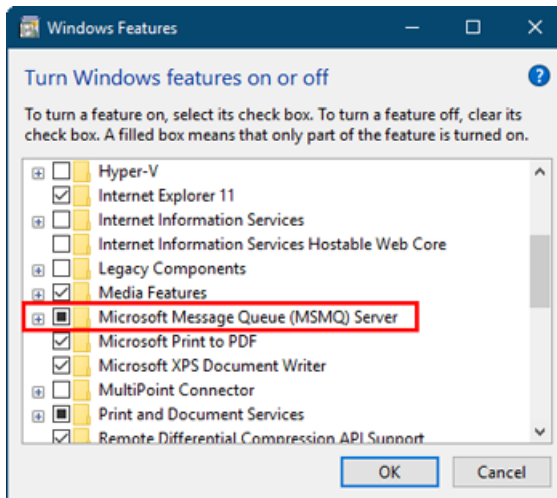 Windows Features
Turn Windows features on or off
To turn a feature on, select its check box. To turn a feature off, clear its
check box. A filled box means that only part of the feature is turned on.
Hyper-V
Internet Explorer 11
Internet Information Services
Internet Information Services Hostable Web Core
Legacy Components
Media Features
Microsoft Message Queue (MSMQ) Server
Microsoft Print to PDF
Microsoft XPS Document Writer
MultiPoint Connector
Print and Document Services
Remote Differential Compression API Support
OK
Cancel